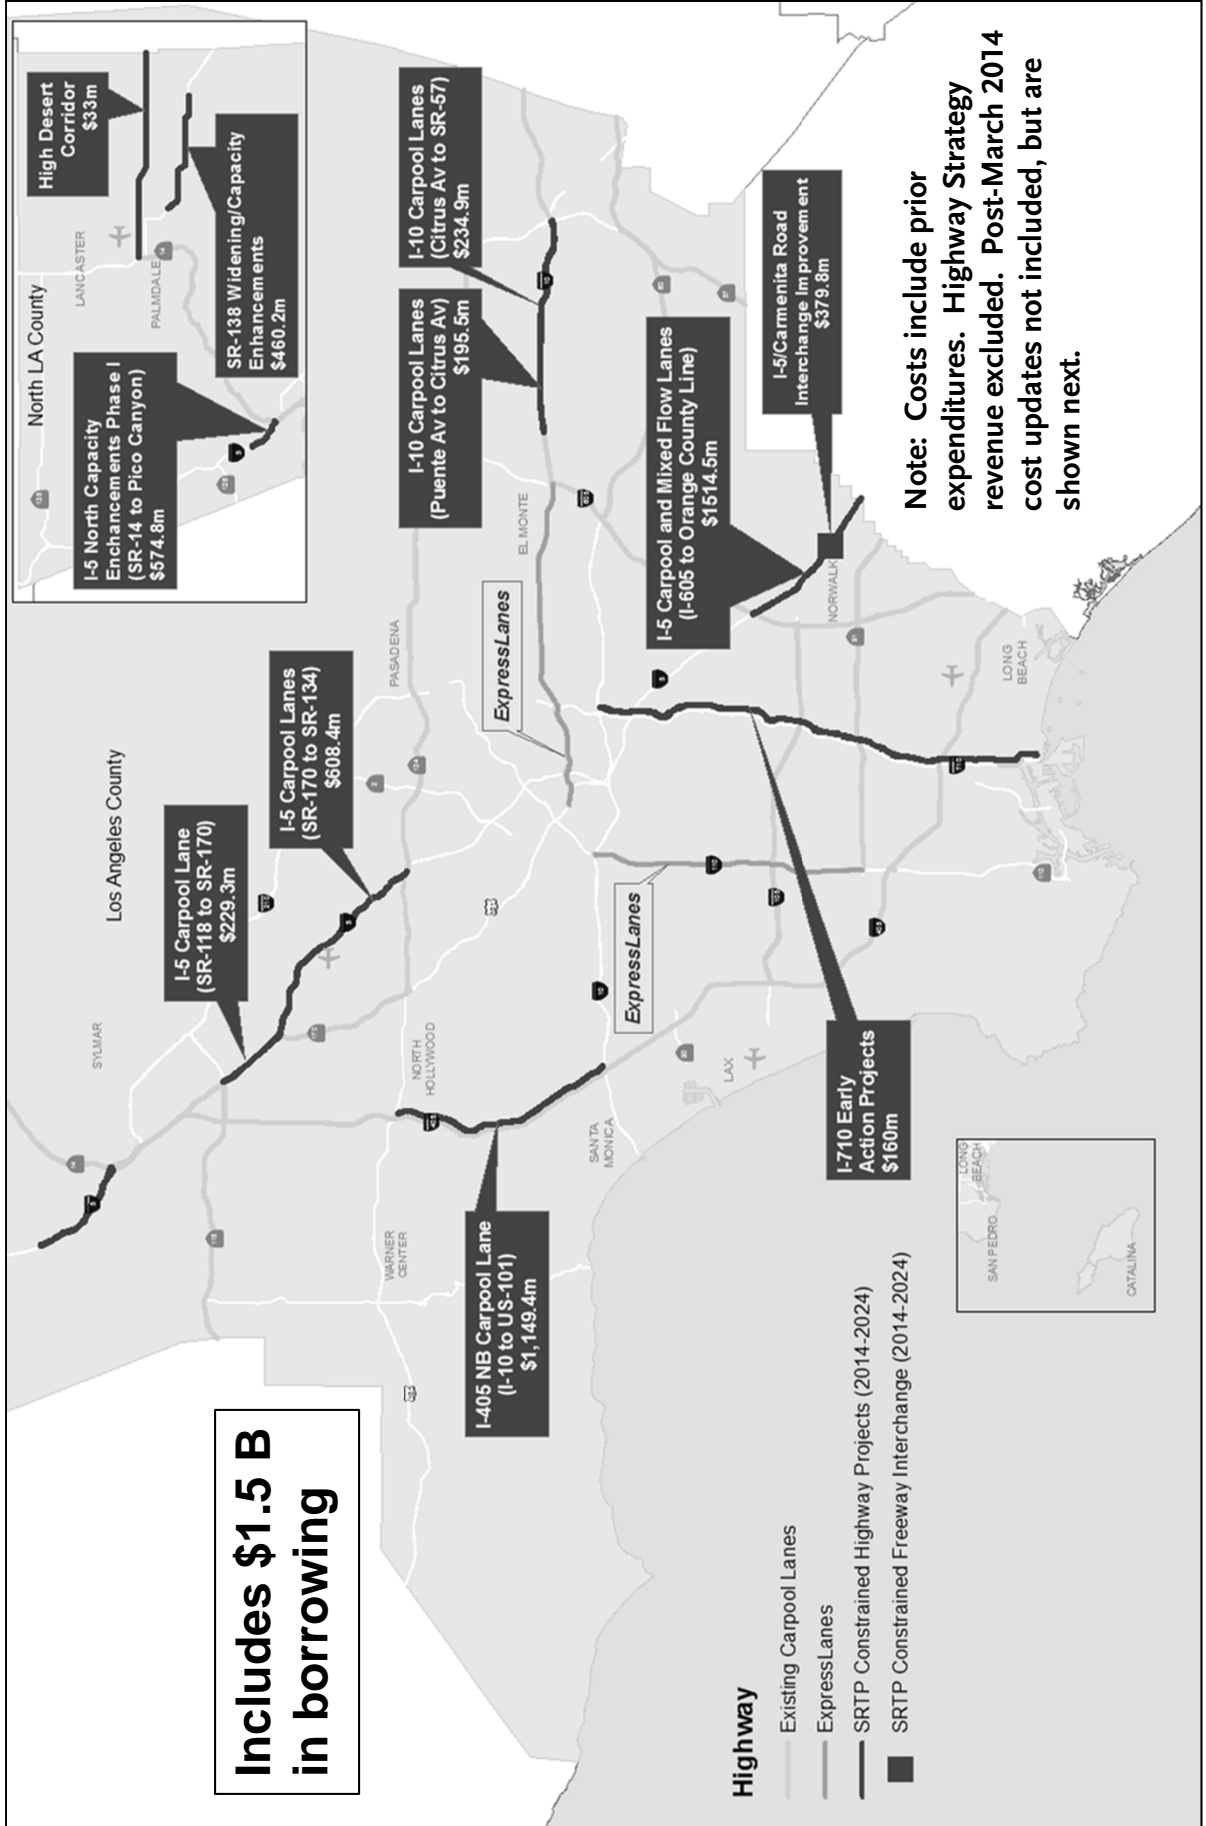 Includes $1.5 B
in borrowing
Los Angeles County
North LA County
LANCASTER
PALMDALE
High Desert
Corridor
$33m
SR-138 Widening/Capacity
Enhancements
$460.2m
I-5 North Capacity
Enchancements Phase I
(SR-14 to Pico Canyon)
$574.8m
SYLMAR
I-5 Carpool Lane
(SR-118 to SR-170)
$229.3m
I-5 Carpool Lanes
(SR-170 to SR-134)
$608.4m
I-10 Carpool Lanes
(Puente Av to Citrus Av)
$195.5m
I-10 Carpool Lanes
(Citrus Av to SR-57)
$234.9m
WARNER
CENTER
NORTH
HOLLYWOOD
PASADENA
EL MONTE
ExpressLanes
I-405 NB Carpool Lane
(I-10 to US-101)
$1,149.4m
SANTA
MONICA
ExpressLanes
I-5 Carpool and Mixed Flow Lanes
(I-605 to Orange County Line)
$1514.5m
I-5/Carmenita Road
Interchange Improvement
$379.8m
LAX
NORWALK
I-710 Early
Action Projects
$160m
LONG
BEACH
Note: Costs include prior
expenditures. Highway Strategy
revenue excluded. Post-March 2014
cost updates not included, but are
shown next.
Highway
Existing Carpool Lanes
ExpressLanes
SRTP Constrained Highway Projects (2014-2024)
SRTP Constrained Freeway Interchange (2014-2024)
LONG
BEACH
SAN PEDRO
CATALINA